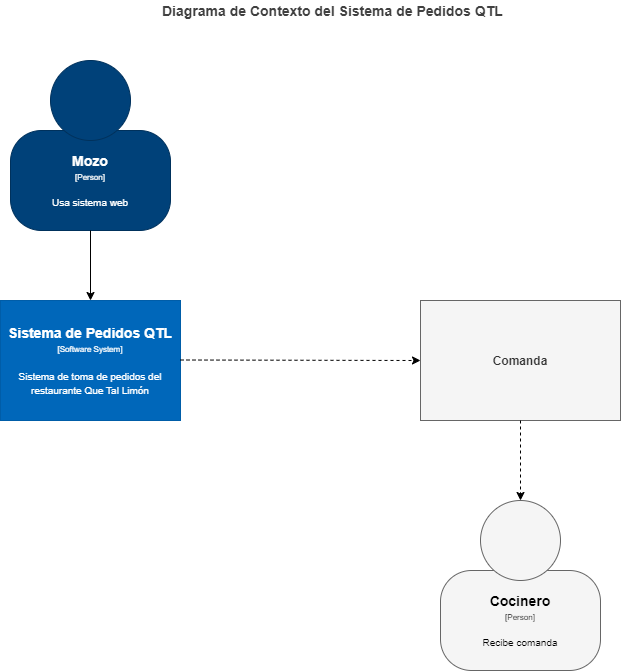 Diagrama de Contexto del Sistema de Pedidos QTL
Mozo
[Person]
Usa sistema web
Sistema de Pedidos QTL
[Software System]
Sistema de toma de pedidos del
restaurante Que Tal Limón
Comanda
Cocinero
[Person]
Recibe comanda